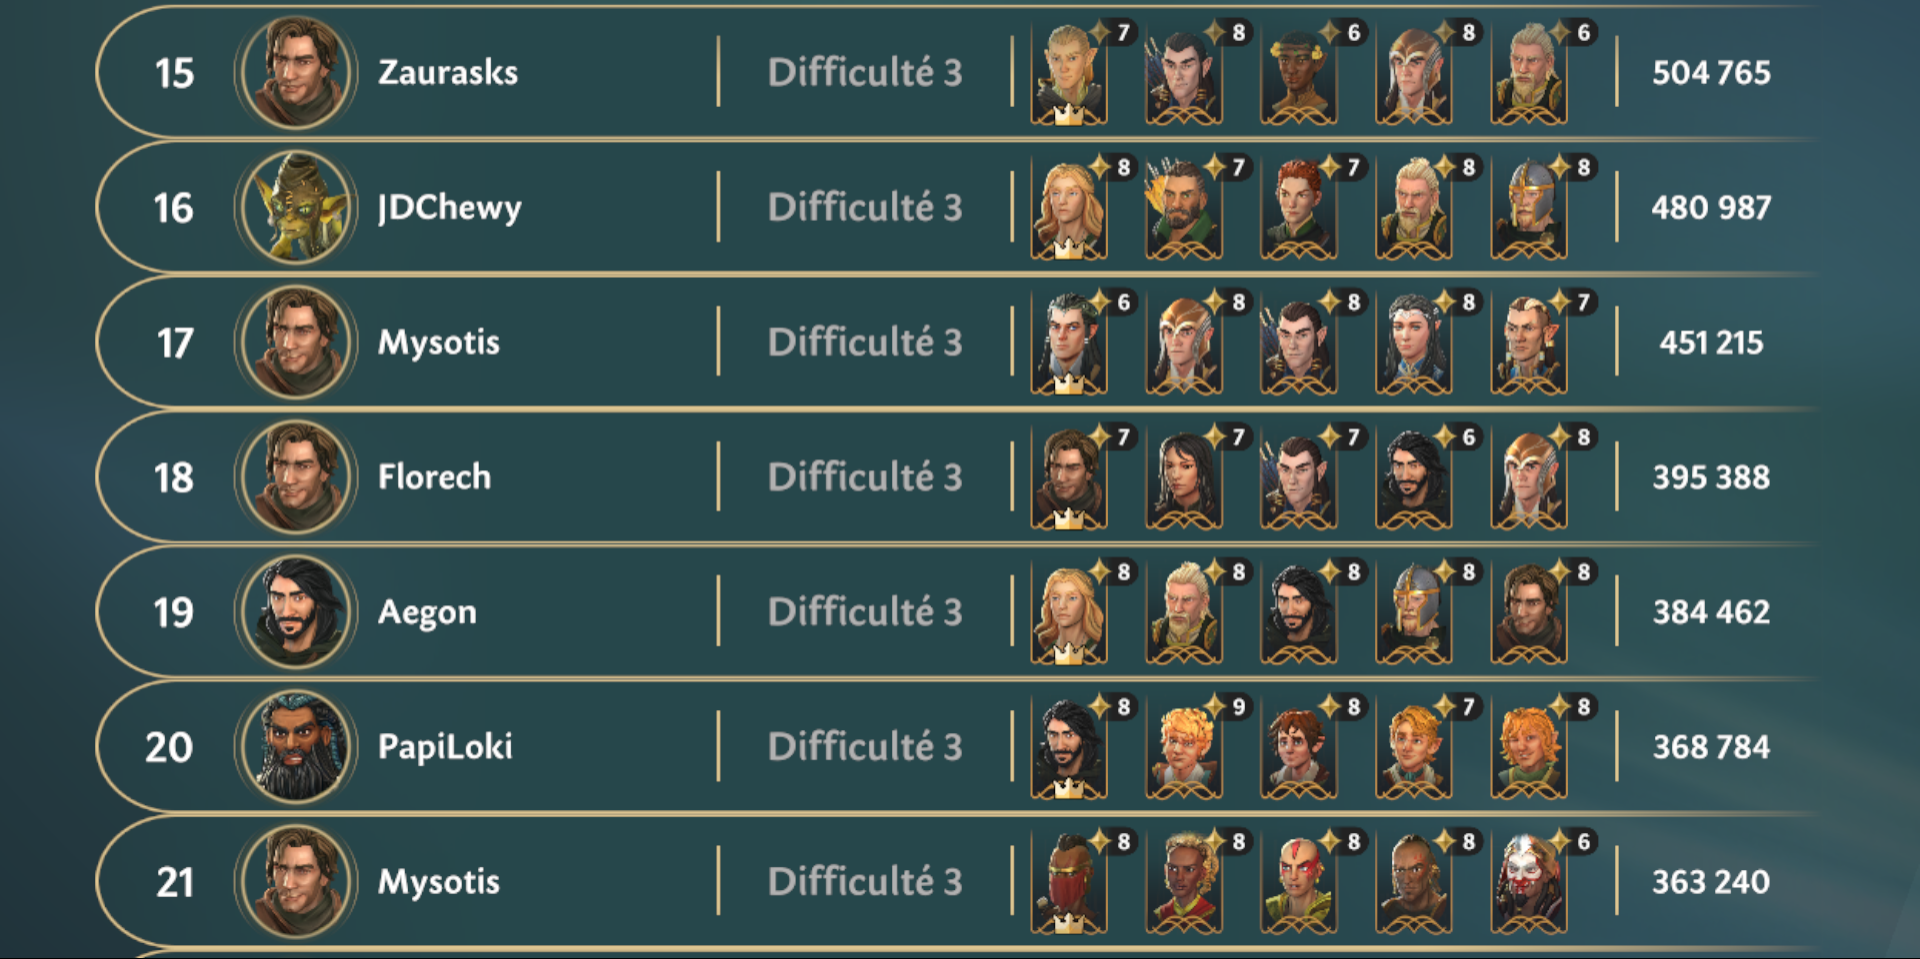 15 Zaurasks Difficulté 3 7 8 6 8 6 504 765
16 JDChewy Difficulté 3 8 7 7 8 8 480 987
17 Mysotis Difficulté 3 6 8 8 8 7 451 215
18 Florech Difficulté 3 7 7 7 6 8 395 388
19 Aegon Difficulté 3 8 8 8 8 8 384 462
20 PapiLoki Difficulté 3 8 9 8 7 8 368 784
21 Mysotis Difficulté 3 8 8 8 8 6 363 240